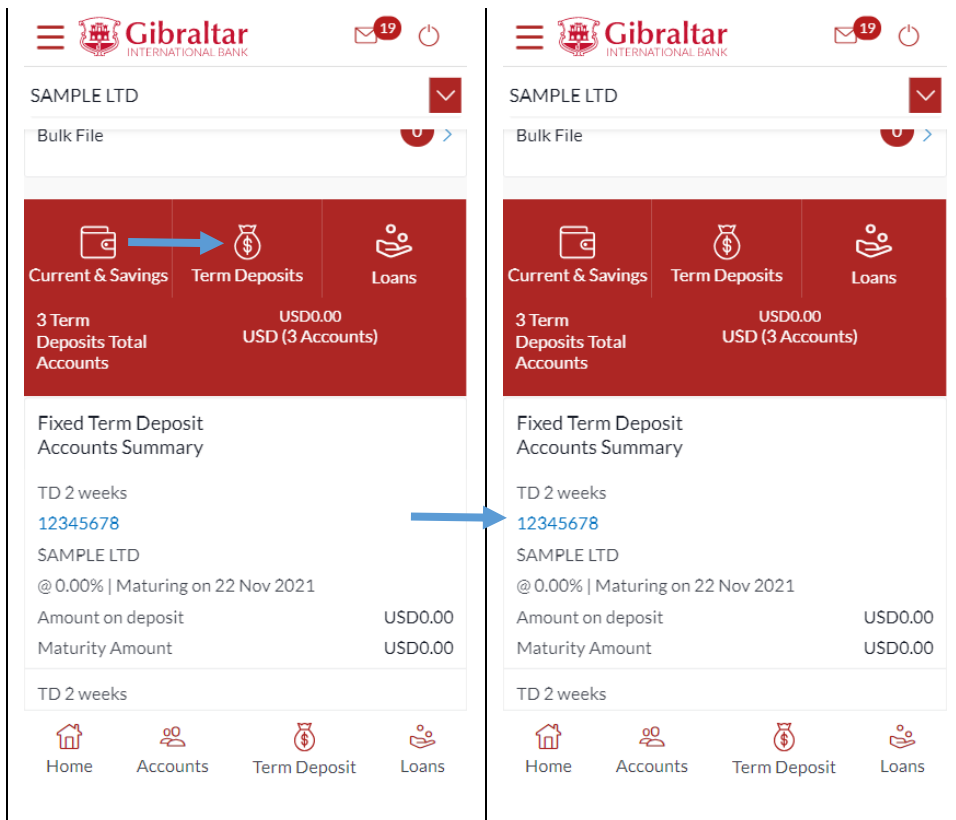 Gibraltar
INTERNATIONAL BANK
19
SAMPLE LTD
Bulk File
0
Current & Savings
Term Deposits
Loans
3 Term
Deposits Total
Accounts
USD0.00
USD (3 Accounts)
Fixed Term Deposit
Accounts Summary
TD 2 weeks
12345678
SAMPLE LTD
@ 0.00% | Maturing on 22 Nov 2021
Amount on deposit USD0.00
Maturity Amount USD0.00
TD 2 weeks
Home Accounts Term Deposit Loans
Gibraltar
INTERNATIONAL BANK
19
SAMPLE LTD
Bulk File
0
Current & Savings
Term Deposits
Loans
3 Term
Deposits Total
Accounts
USD0.00
USD (3 Accounts)
Fixed Term Deposit
Accounts Summary
TD 2 weeks
12345678
SAMPLE LTD
@ 0.00% | Maturing on 22 Nov 2021
Amount on deposit USD0.00
Maturity Amount USD0.00
TD 2 weeks
Home Accounts Term Deposit Loans